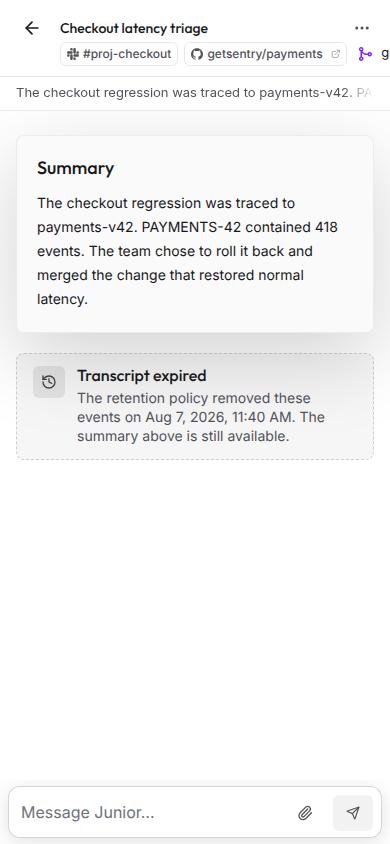 Checkout latency triage
#proj-checkout getsentry/payments g
The checkout regression was traced to payments-v42. PA
Summary
The checkout regression was traced to
payments-v42. PAYMENTS-42 contained 418
events. The team chose to roll it back and
merged the change that restored normal
latency.
Transcript expired
The retention policy removed these
events on Aug 7, 2026, 11:40 AM. The
summary above is still available.
Message Junior...